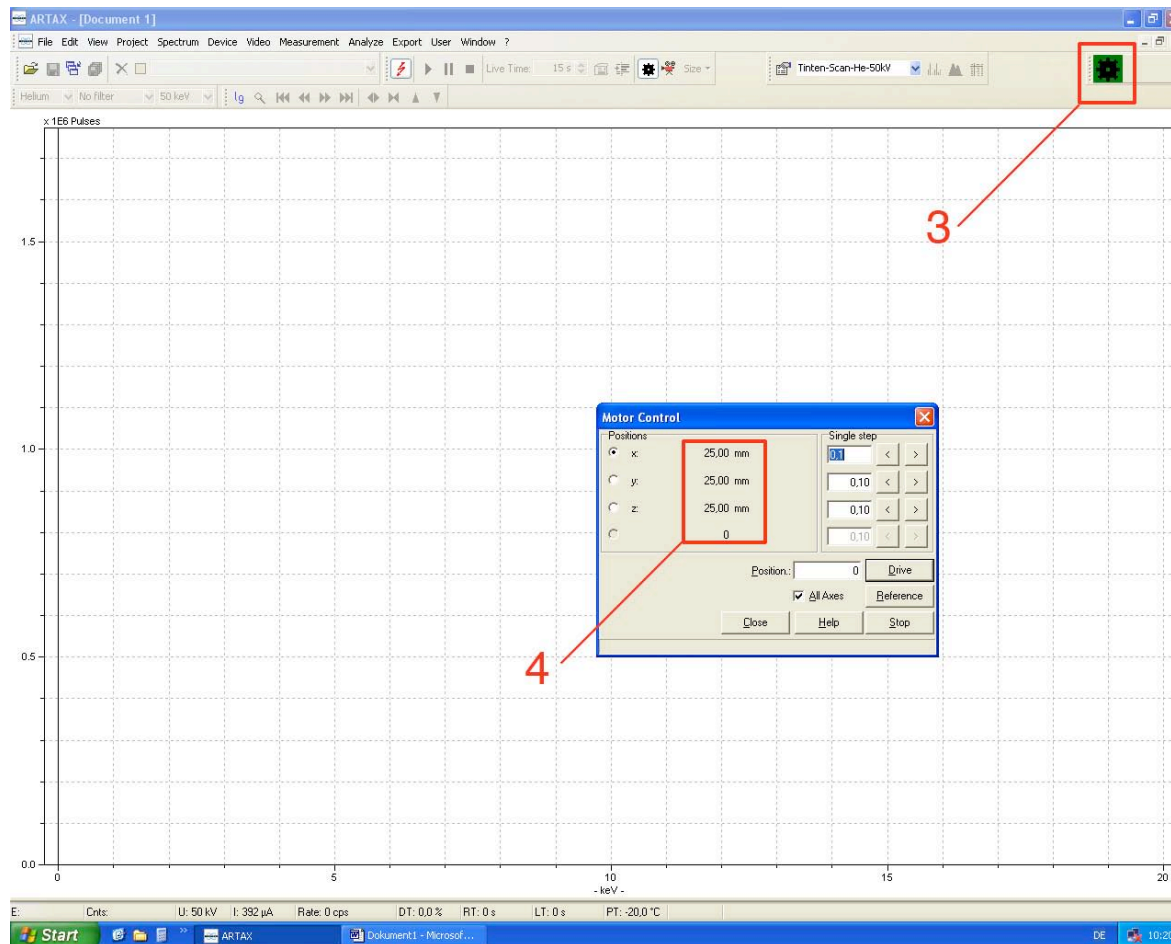 ARTAX - [Document 1]
File Edit View Project Spectrum Device Video Measurement Analyze Export User Window ?
Live Time: 15 s Size Tinten-Scan-He-50kV
Helium No filter 50 keV lg
x 1E6 Pulses
3
1.5
1.0
0.5
0.0
Motor Control
Positions Single step
x: 25,00 mm 0,1 < >
y: 25,00 mm 0,10 < >
z: 25,00 mm 0,10 < >
0 0,10 < >
Position.: 0 Drive
All Axes Reference
Close Help Stop
4
0 5 10 15 20
- keV -
E: Cnts: U: 50 kV I: 392 µA Rate: 0 cps DT: 0,0 % RT: 0 s LT: 0 s PT: -20,0 °C
Start » ARTAX Dokument1 - Microsof... DE 10:20